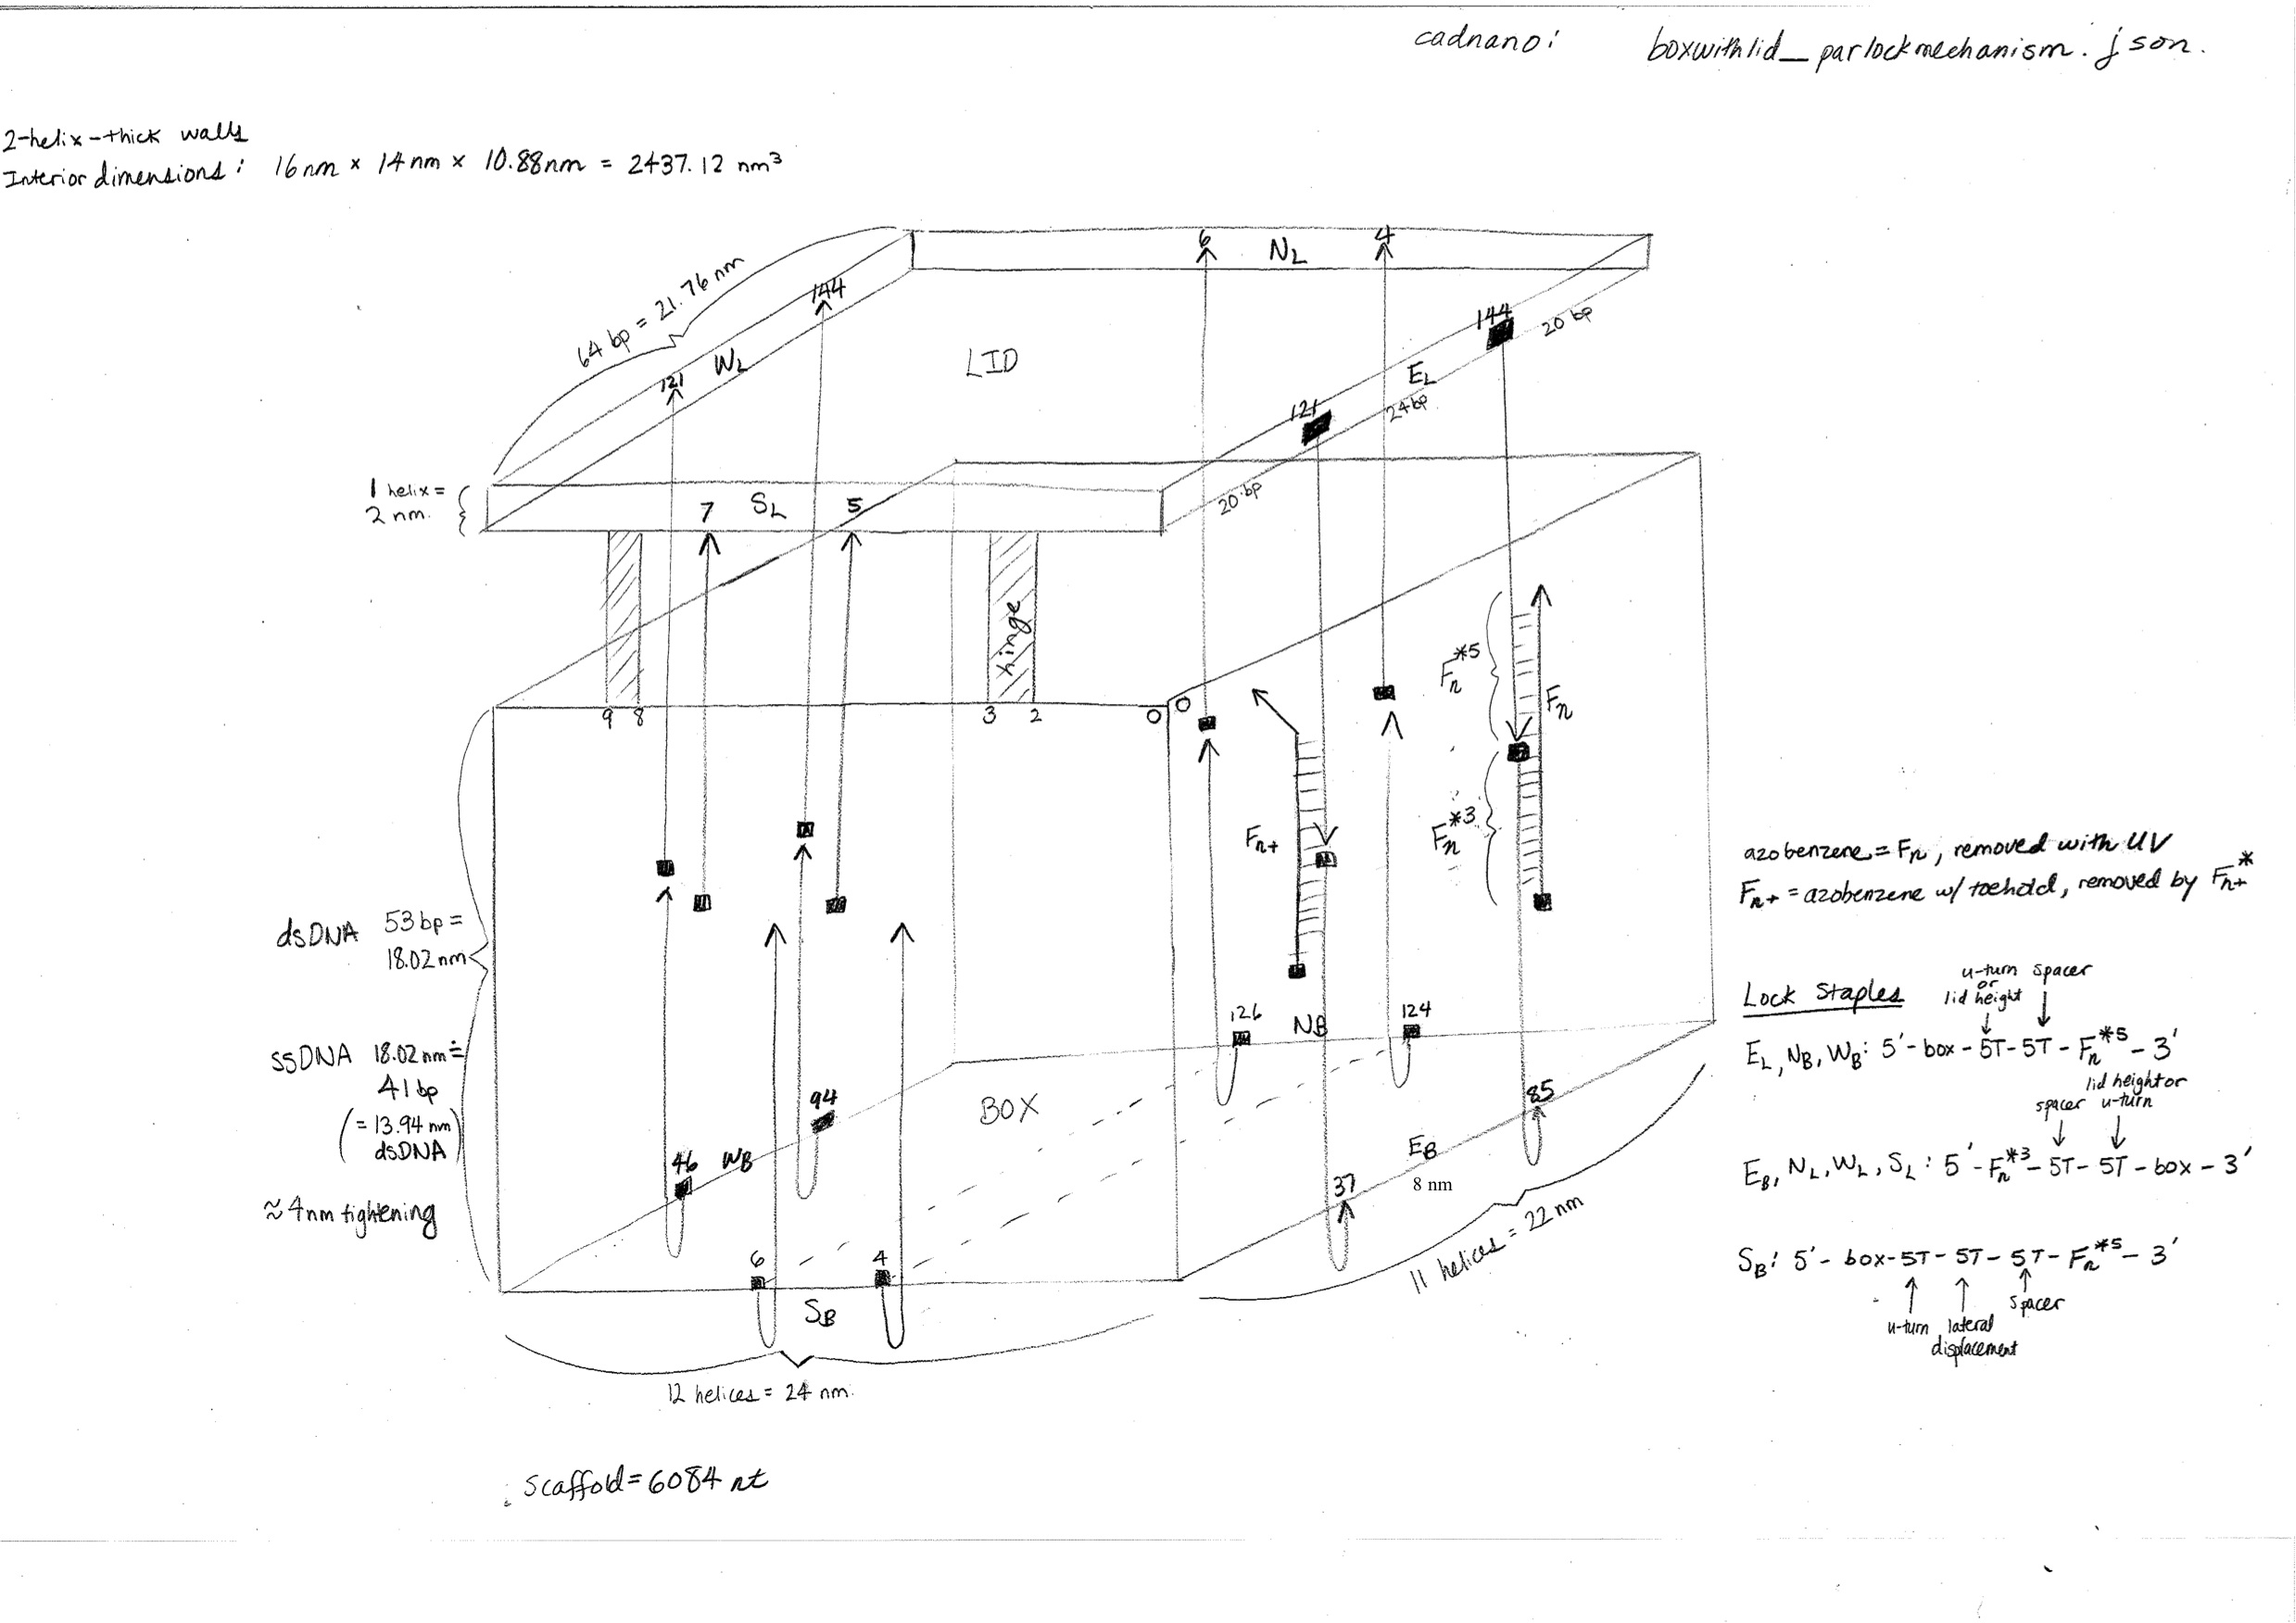 cadnano: boxwithlid_parlockmechanism.json.
2-helix-thick walls
Interior dimensions: 16nm × 14nm × 10.88nm = 2437.12 nm³
64 bp = 21.76 nm
6 NL 4
144
121 WL
LID
144
20 bp
EL
24bp
121
20 bp
1 helix =
2 nm.
7 SL 5
hinge
9 8 3 2 0 0
Fn*5
Fn
Fn+
Fn*3
azobenzene = Fn, removed with UV
Fn+ = azobenzene w/ toehold, removed by Fn+*
dsDNA 53 bp =
18.02 nm
ssDNA 18.02 nm =
41 bp
(= 13.94 nm
dsDNA)
≈ 4nm tightening
126 NB 124
94
46 WB
BOX
85
EB
8 nm
37
6 4
SB
11 helices = 22 nm
12 helices = 24 nm.
Lock Staples
u-turn or lid height
spacer
EL, NB, WB: 5'-box-5T-5T-Fn*5-3'
spacer
lid height or u-turn
EB, NL, WL, SL: 5'-Fn*3-5T-5T-box-3'
SB: 5'-box-5T-5T-5T-Fn*5-3'
u-turn
lateral displacement
spacer
scaffold = 6084 nt